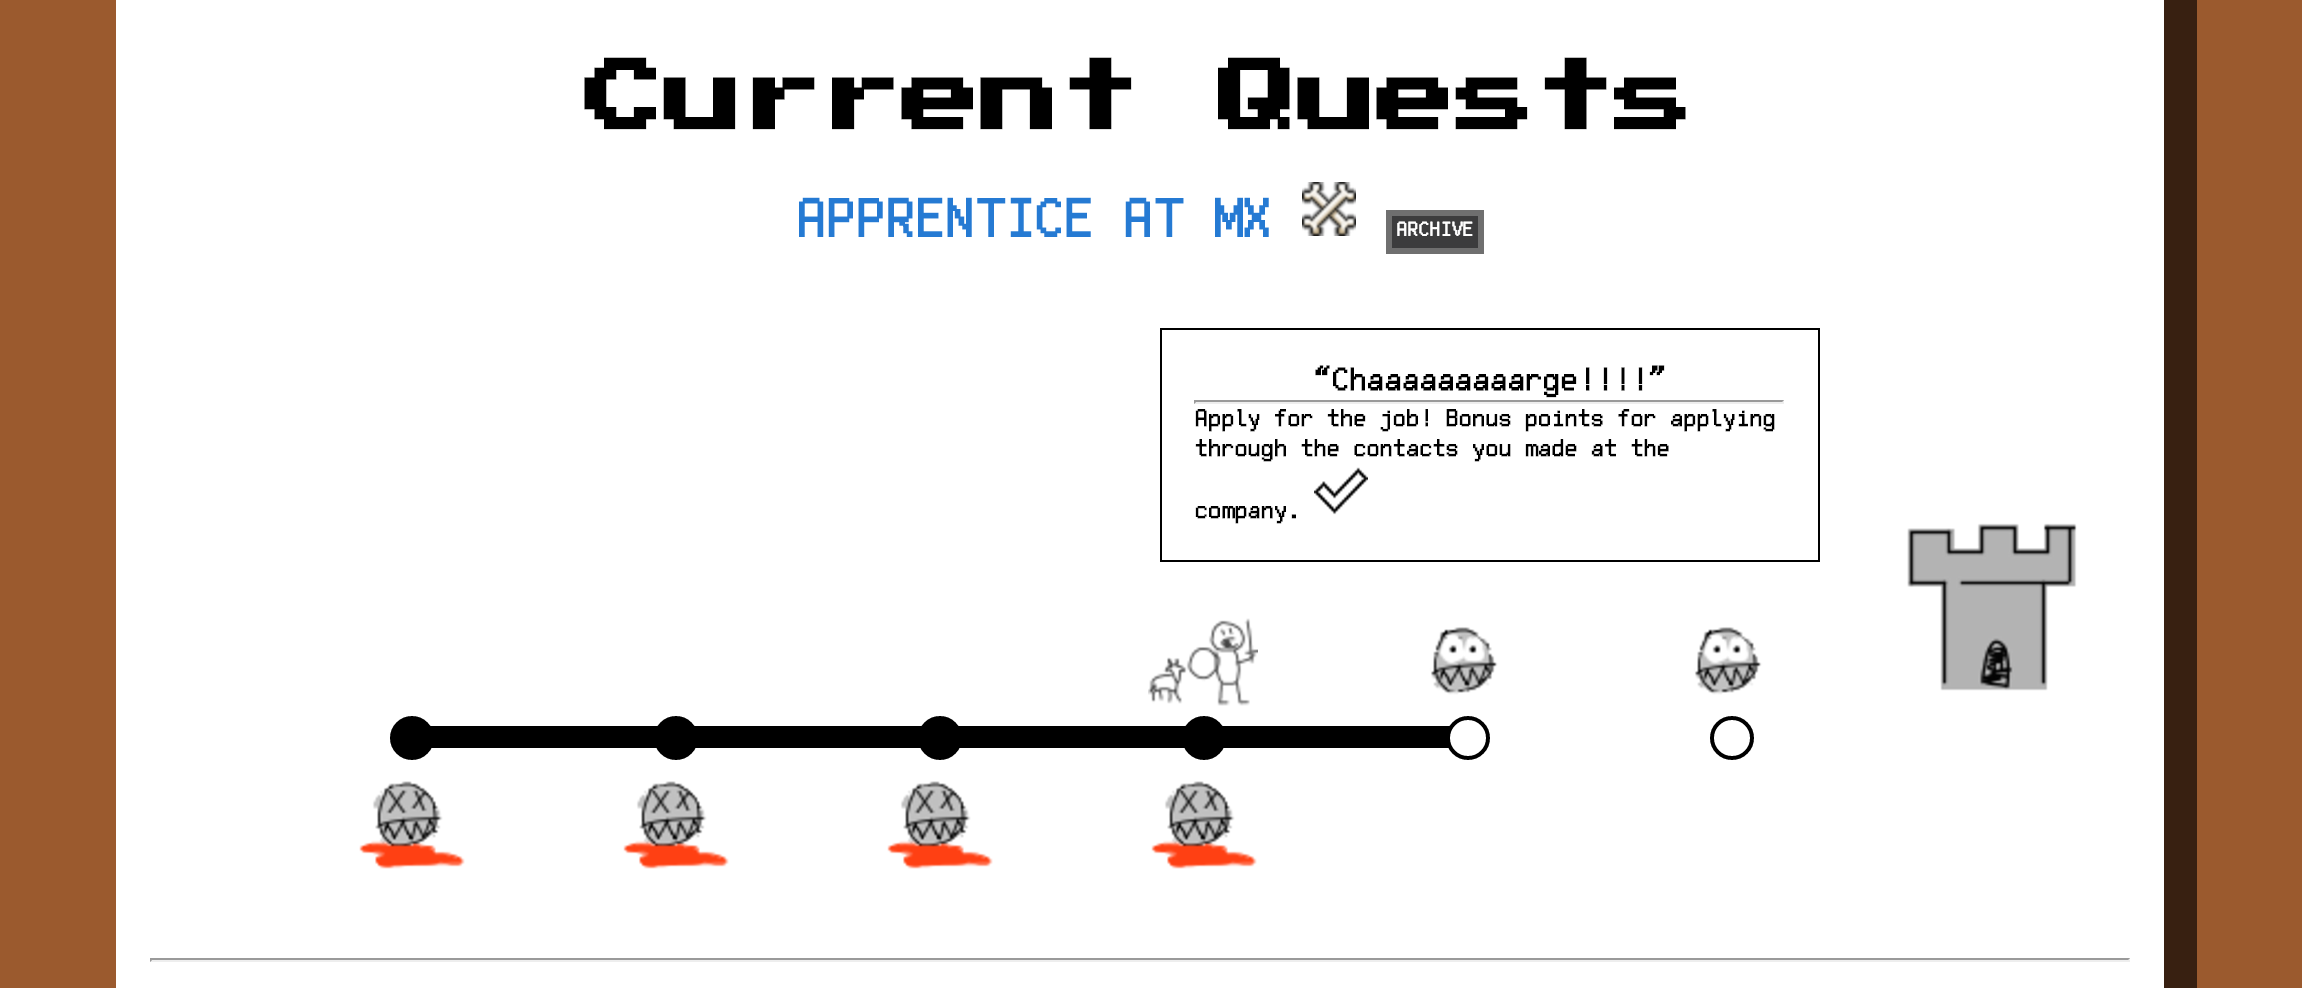 Current Quests
APPRENTICE AT MX
ARCHIVE
“Chaaaaaaaaarge!!!!”
Apply for the job! Bonus points for applying
through the contacts you made at the
company.